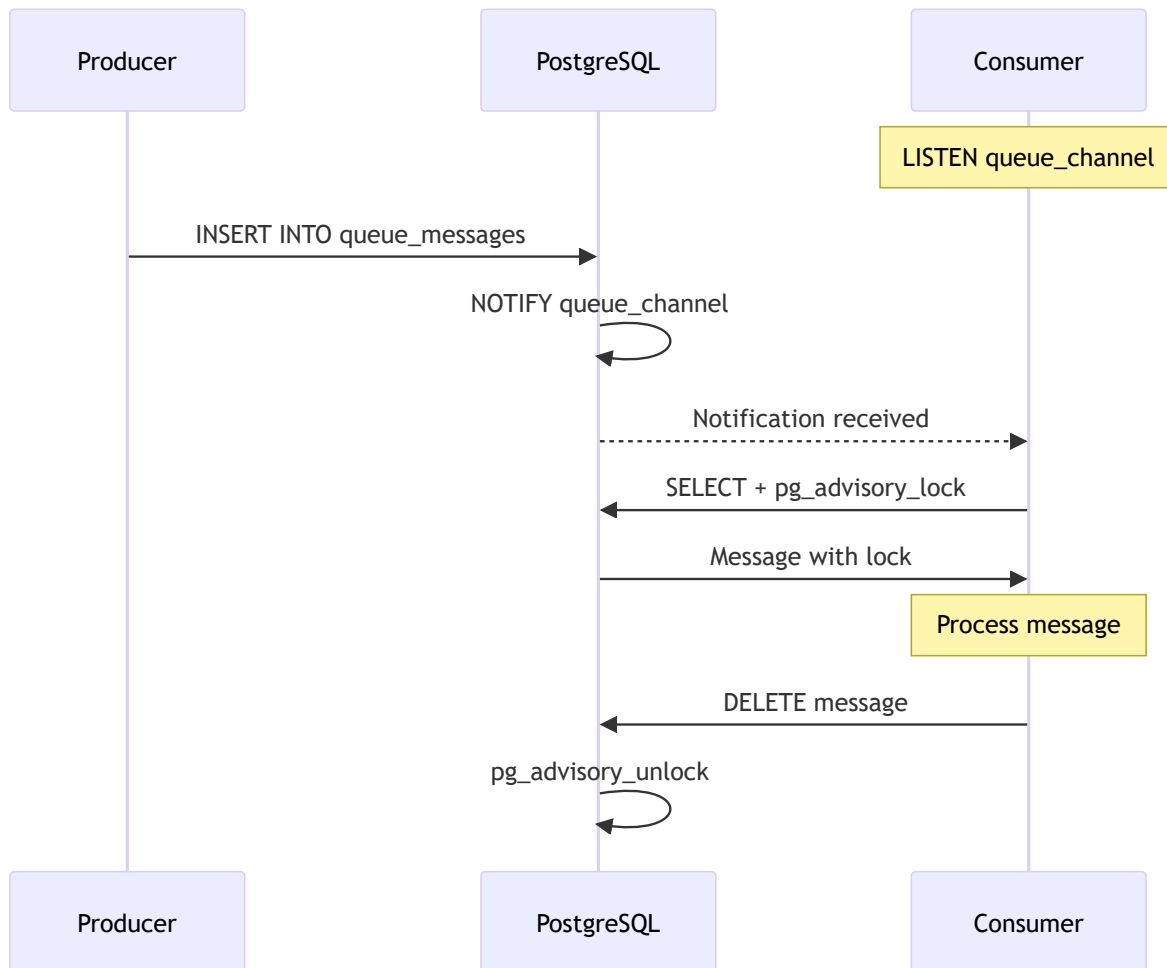 Producer
PostgreSQL
Consumer
LISTEN queue_channel
INSERT INTO queue_messages
NOTIFY queue_channel
Notification received
SELECT + pg_advisory_lock
Message with lock
Process message
DELETE message
pg_advisory_unlock
Producer
PostgreSQL
Consumer